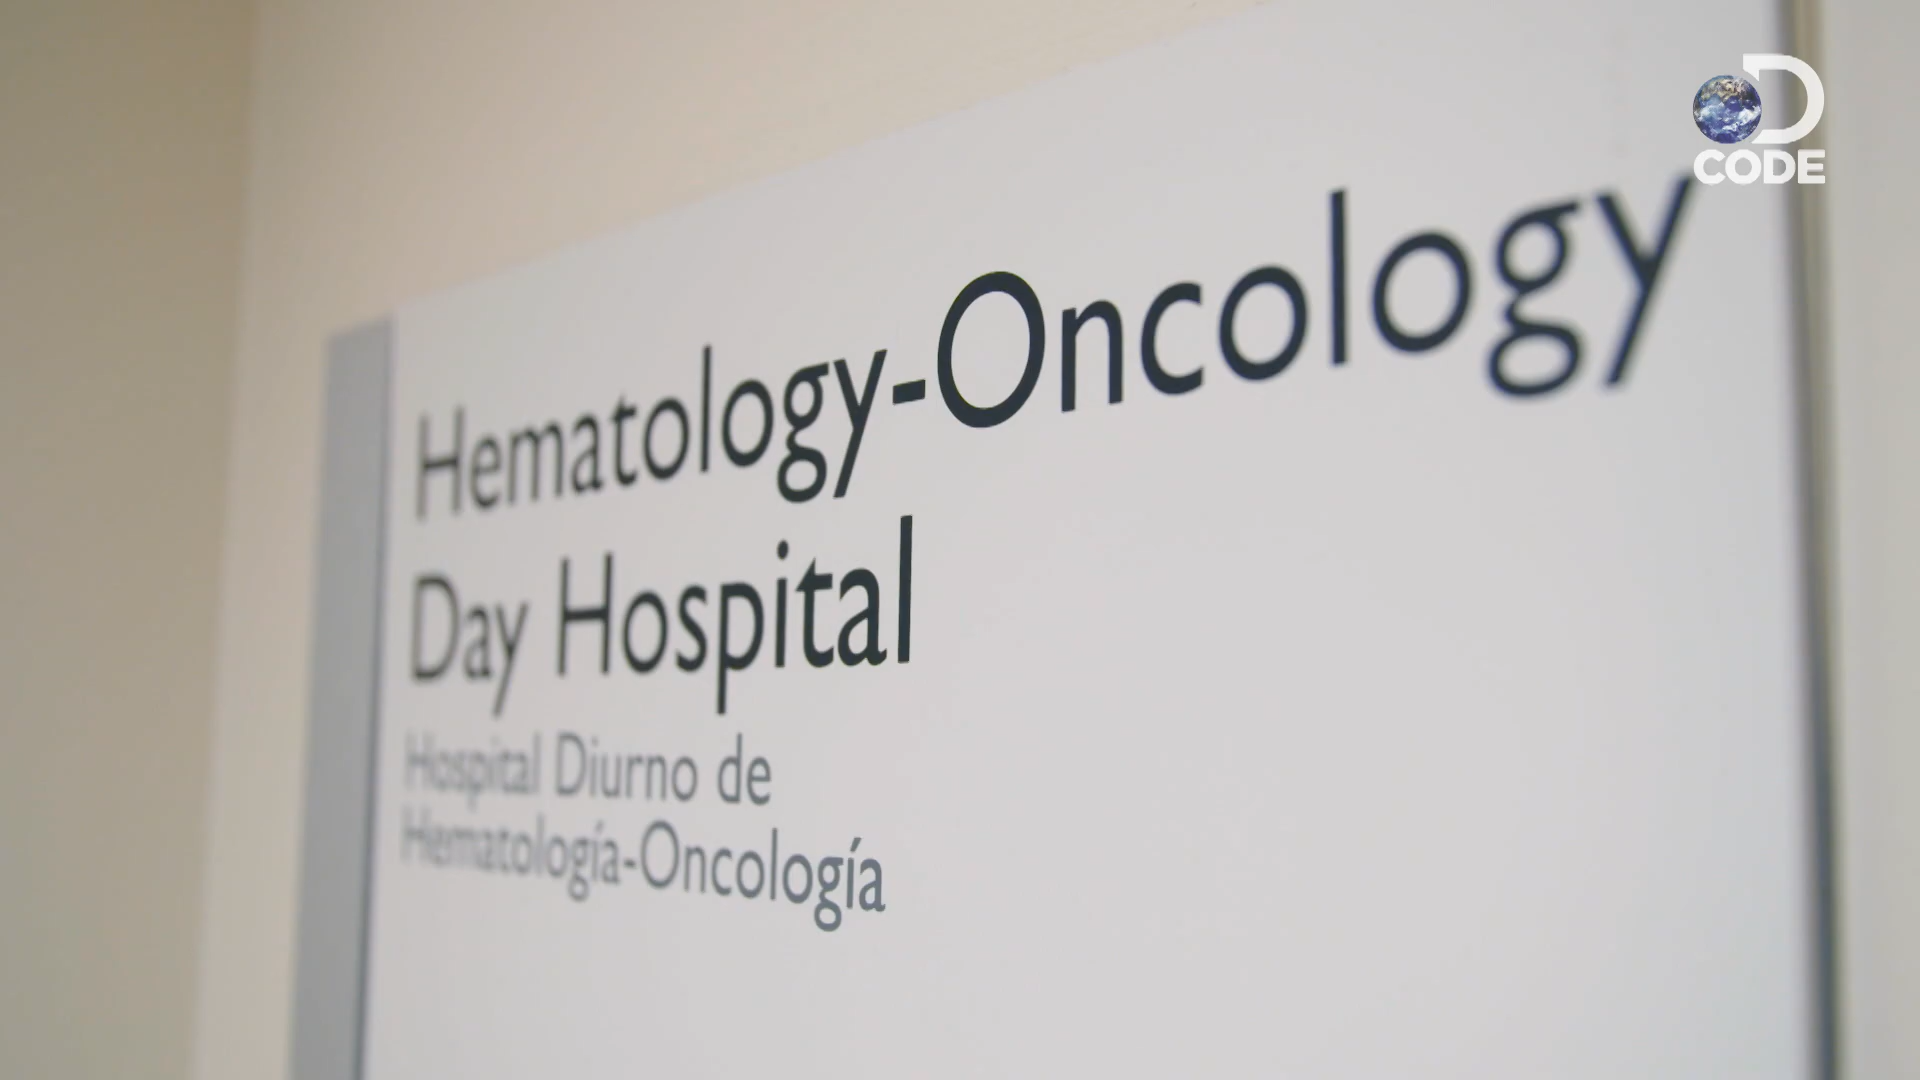 D
CODE
Hematology-Oncology
Day Hospital
Hospital Diurno de
Hematología-Oncología